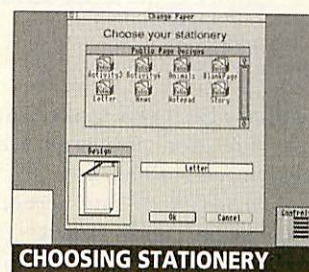 Change Paper
Choose your stationery
Public Page Designs
Activity3 Activity4 Animals BlankPage
Letter News Notepad Story
Design
Letter
Ok Cancel
Controls
CHOOSING STATIONERY